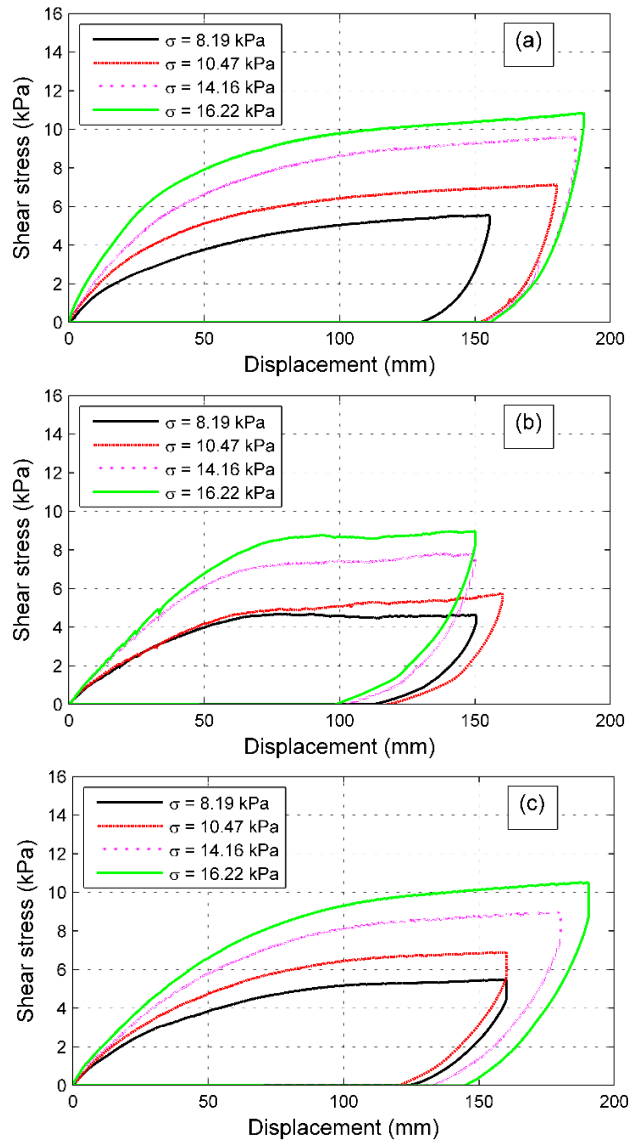 16
14
12
10
8
6
4
2
0
Shear stress (kPa)
σ = 8.19 kPa
σ = 10.47 kPa
σ = 14.16 kPa
σ = 16.22 kPa
(a)
0 50 100 150 200
Displacement (mm)
16
14
12
10
8
6
4
2
0
Shear stress (kPa)
σ = 8.19 kPa
σ = 10.47 kPa
σ = 14.16 kPa
σ = 16.22 kPa
(b)
0 50 100 150 200
Displacement (mm)
16
14
12
10
8
6
4
2
0
Shear stress (kPa)
σ = 8.19 kPa
σ = 10.47 kPa
σ = 14.16 kPa
σ = 16.22 kPa
(c)
0 50 100 150 200
Displacement (mm)